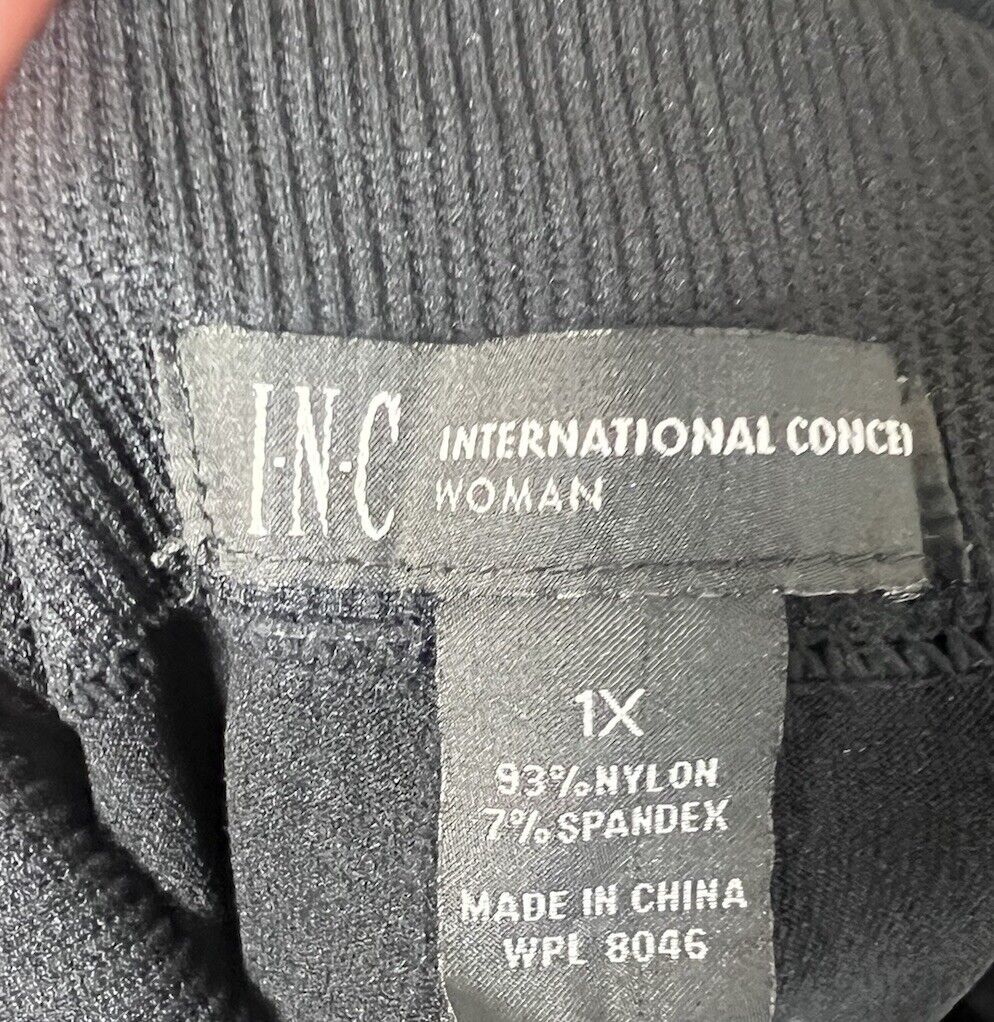 I·N·C INTERNATIONAL CONCE
WOMAN
1X
93% NYLON
7% SPANDEX
MADE IN CHINA
WPL 8046